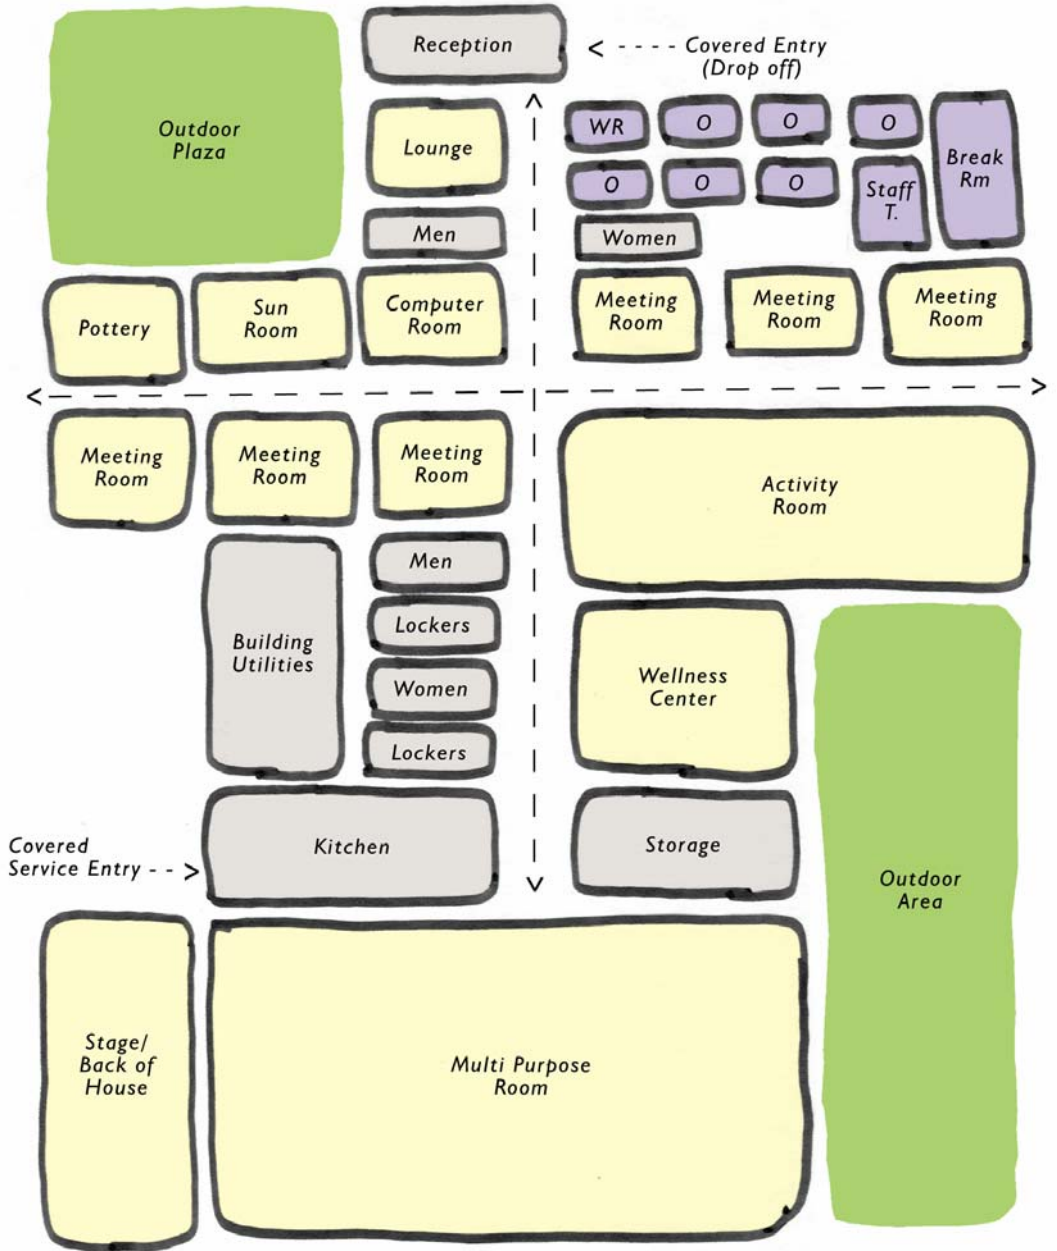 Reception
< - - - - Covered Entry
(Drop off)
Outdoor
Plaza
Lounge
WR
O
O
O
Break
Rm
O
O
O
Staff
T.
Men
Women
Pottery
Sun
Room
Computer
Room
Meeting
Room
Meeting
Room
Meeting
Room
Meeting
Room
Meeting
Room
Meeting
Room
Activity
Room
Men
Lockers
Building
Utilities
Women
Lockers
Wellness
Center
Covered
Service Entry - - >
Kitchen
Storage
Outdoor
Area
Stage/
Back of
House
Multi Purpose
Room